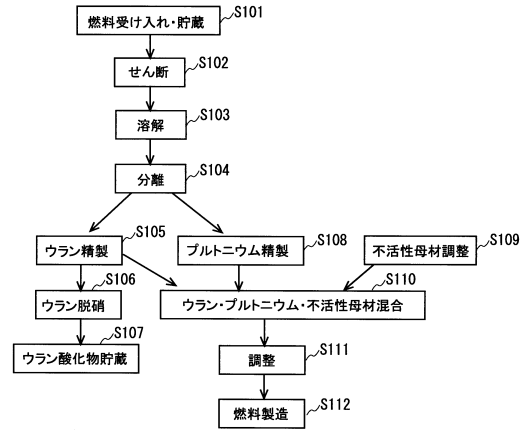 燃料受け入れ・貯蔵
S101
せん断
S102
溶解
S103
分離
S104
ウラン精製
S105
プルトニウム精製
S108
不活性母材調整
S109
ウラン脱硝
S106
ウラン・プルトニウム・不活性母材混合
S110
ウラン酸化物貯蔵
S107
調整
S111
燃料製造
S112